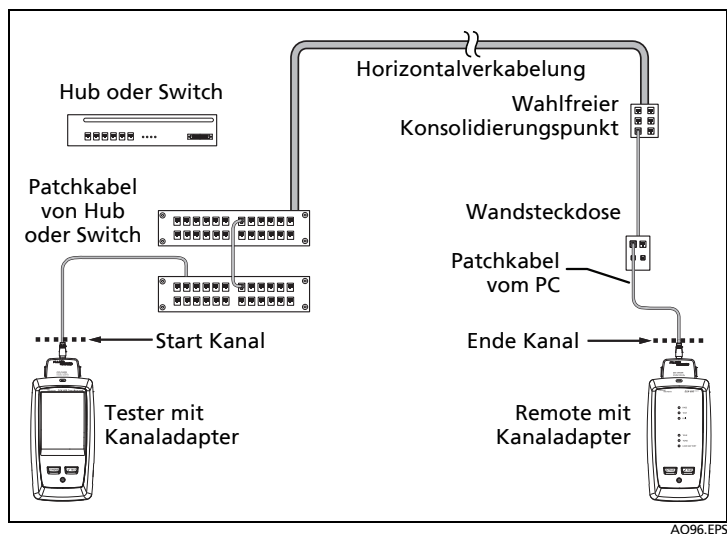 Horizontalverkabelung
Hub oder Switch
Wahlfreier
Konsolidierungspunkt
Patchkabel
von Hub
oder Switch
Wandsteckdose
Patchkabel
vom PC
Start Kanal
Ende Kanal
Tester mit
Kanaladapter
Remote mit
Kanaladapter
AO96.EPS